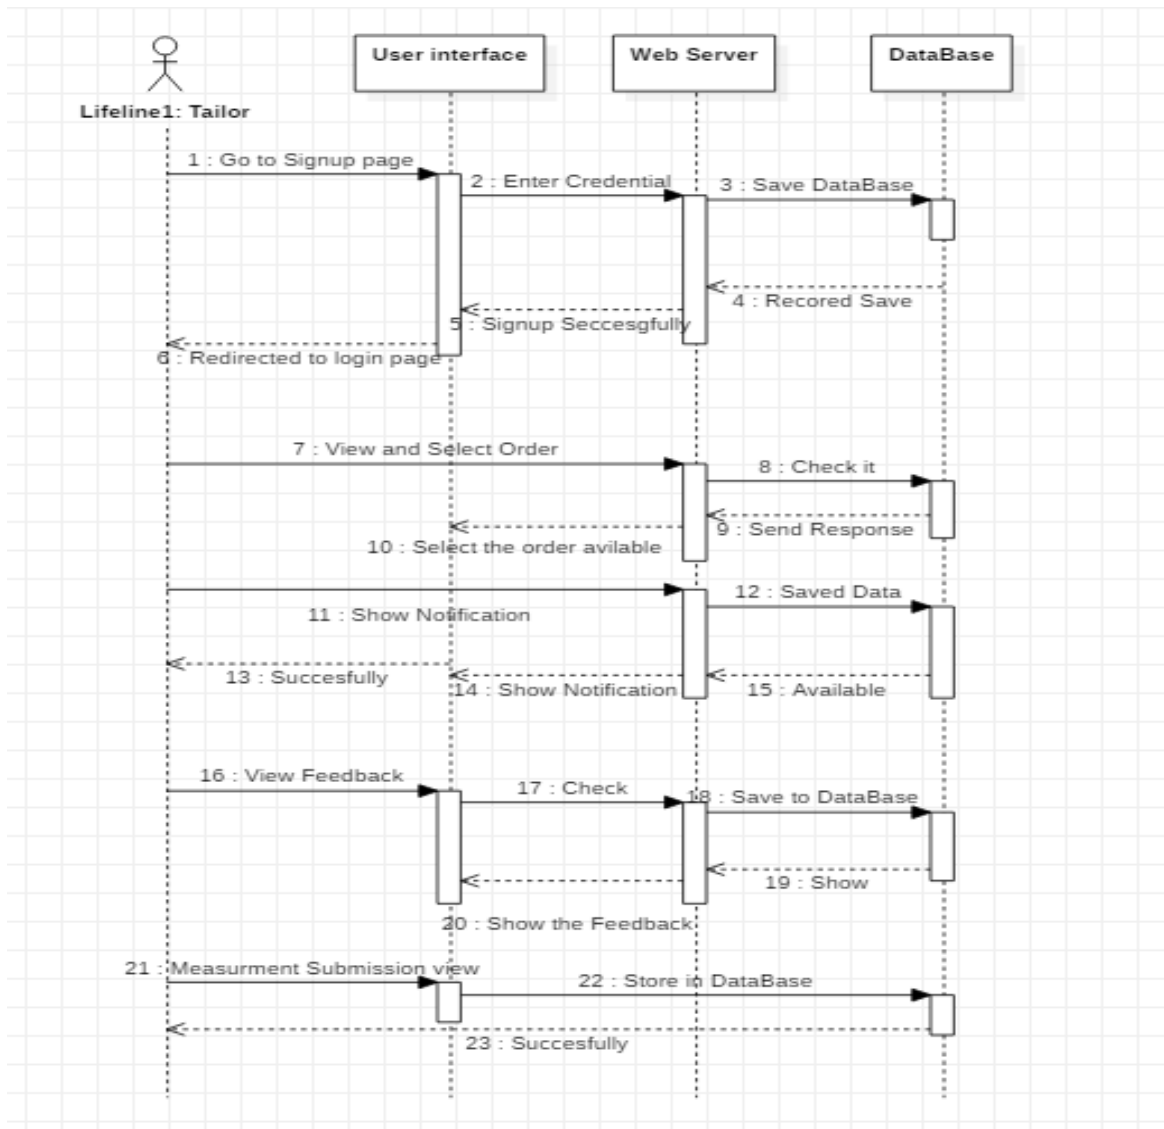 User interface
Web Server
DataBase
Lifeline1: Tailor
1 : Go to Signup page
2 : Enter Credential
3 : Save DataBase
4 : Recored Save
5 : Signup Seccesgfully
6 : Redirected to login page
7 : View and Select Order
8 : Check it
9 : Send Response
10 : Select the order avilable
11 : Show Notification
12 : Saved Data
13 : Succesfully
14 : Show Notification
15 : Available
16 : View Feedback
17 : Check
18 : Save to DataBase
19 : Show
20 : Show the Feedback
21 : Measurment Submission view
22 : Store in DataBase
23 : Succesfully